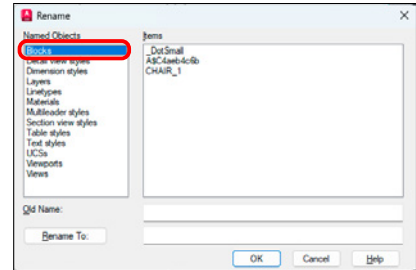 Rename
Named Objects
Items
Blocks
Detail view styles
Dimension styles
Layers
Linetypes
Materials
Multileader styles
Section view styles
Table styles
Text styles
UCSs
Viewports
Views
_DotSmall
A$C4aeb4c6b
CHAIR_1
Old Name:
Rename To:
OK
Cancel
Help